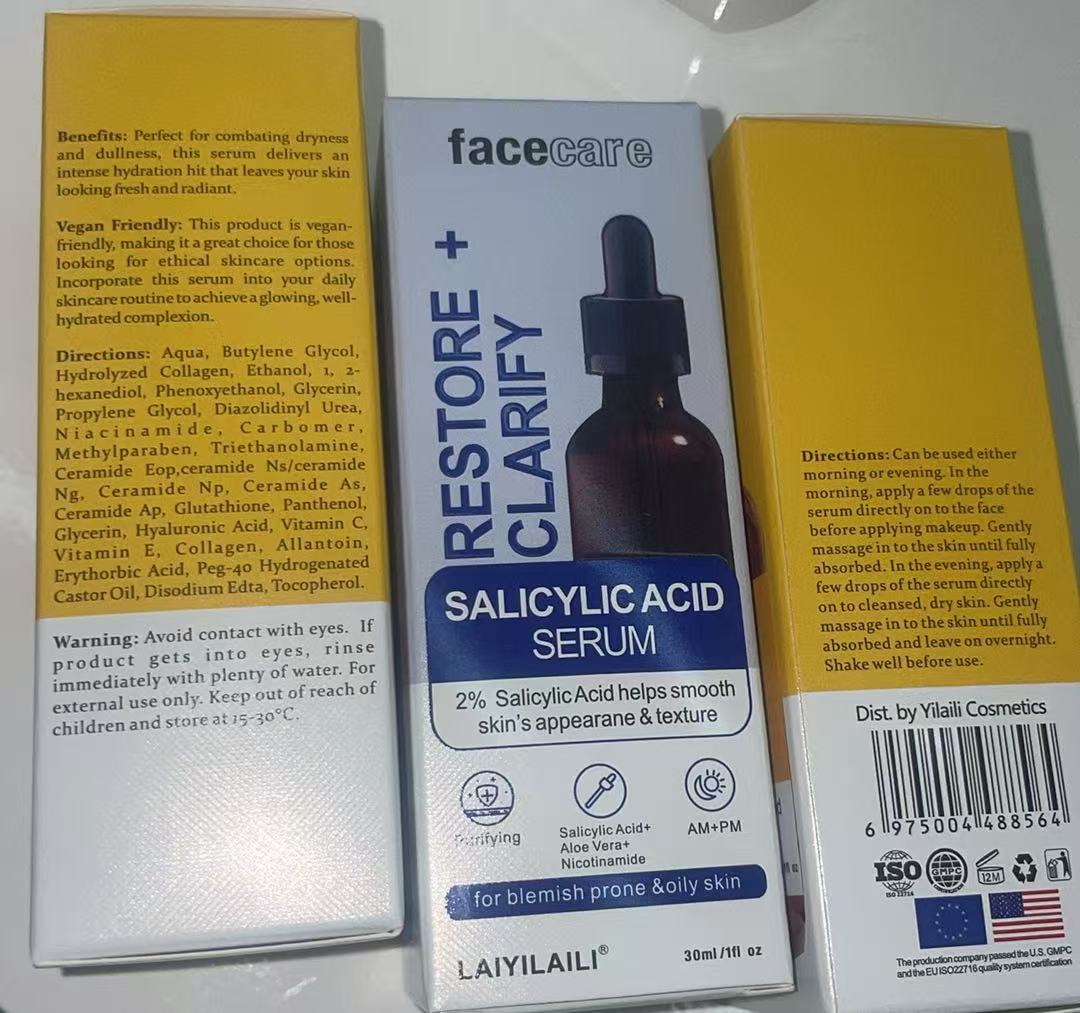 Benefits: Perfect for combating dryness
and dullness, this serum delivers an
intense hydration hit that leaves your skin
looking fresh and radiant.
Vegan Friendly: This product is vegan-
friendly, making it a great choice for those
looking for ethical skincare options.
Incorporate this serum into your daily
skincare routine to achieve a glowing, well-
hydrated complexion.
Directions: Aqua, Butylene Glycol,
Hydrolyzed Collagen, Ethanol, 1, 2-
hexanediol, Phenoxyethanol, Glycerin,
Propylene Glycol, Diazolidinyl Urea,
Niacinamide, Carbomer,
Methylparaben, Triethanolamine,
Ceramide Eop,ceramide Ns/ceramide
Ng, Ceramide Np, Ceramide As,
Ceramide Ap, Glutathione, Panthenol,
Glycerin, Hyaluronic Acid, Vitamin C,
Vitamin E, Collagen, Allantoin,
Erythorbic Acid, Peg-40 Hydrogenated
Castor Oil, Disodium Edta, Tocopherol.
Warning: Avoid contact with eyes. If
product gets into eyes, rinse
immediately with plenty of water. For
external use only. Keep out of reach of
children and store at 15-30°C.
facecare
RESTORE +
CLARIFY
SALICYLIC ACID
SERUM
2% Salicylic Acid helps smooth
skin's appearane & texture
Purifying
Salicylic Acid+
Aloe Vera+
Nicotinamide
AM+PM
for blemish prone &oily skin
LAIYILAILI®
30ml /1fl oz
Directions: Can be used either
morning or evening. In the
morning, apply a few drops of the
serum directly on to the face
before applying makeup. Gently
massage in to the skin until fully
absorbed. In the evening, apply a
few drops of the serum directly
on to cleansed, dry skin. Gently
massage in to the skin until fully
absorbed and leave on overnight.
Shake well before use.
Dist. by Yilaili Cosmetics
6 975004 488564
ISO
ISO 22716
GMPC
12M
The production company passed the U.S. GMPC
and the EU ISO22716 quality system certification